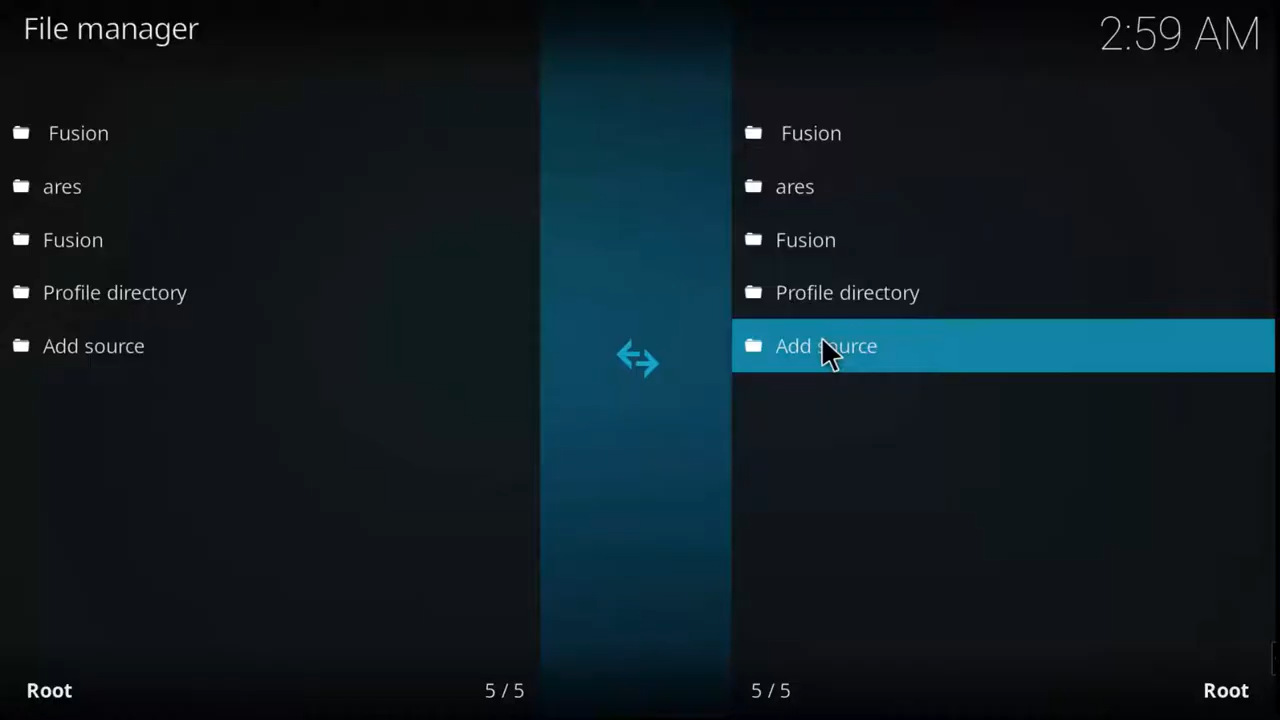 File manager
2:59 AM
Fusion
ares
Fusion
Profile directory
Add source
Fusion
ares
Fusion
Profile directory
Add source
Root
5 / 5
5 / 5
Root